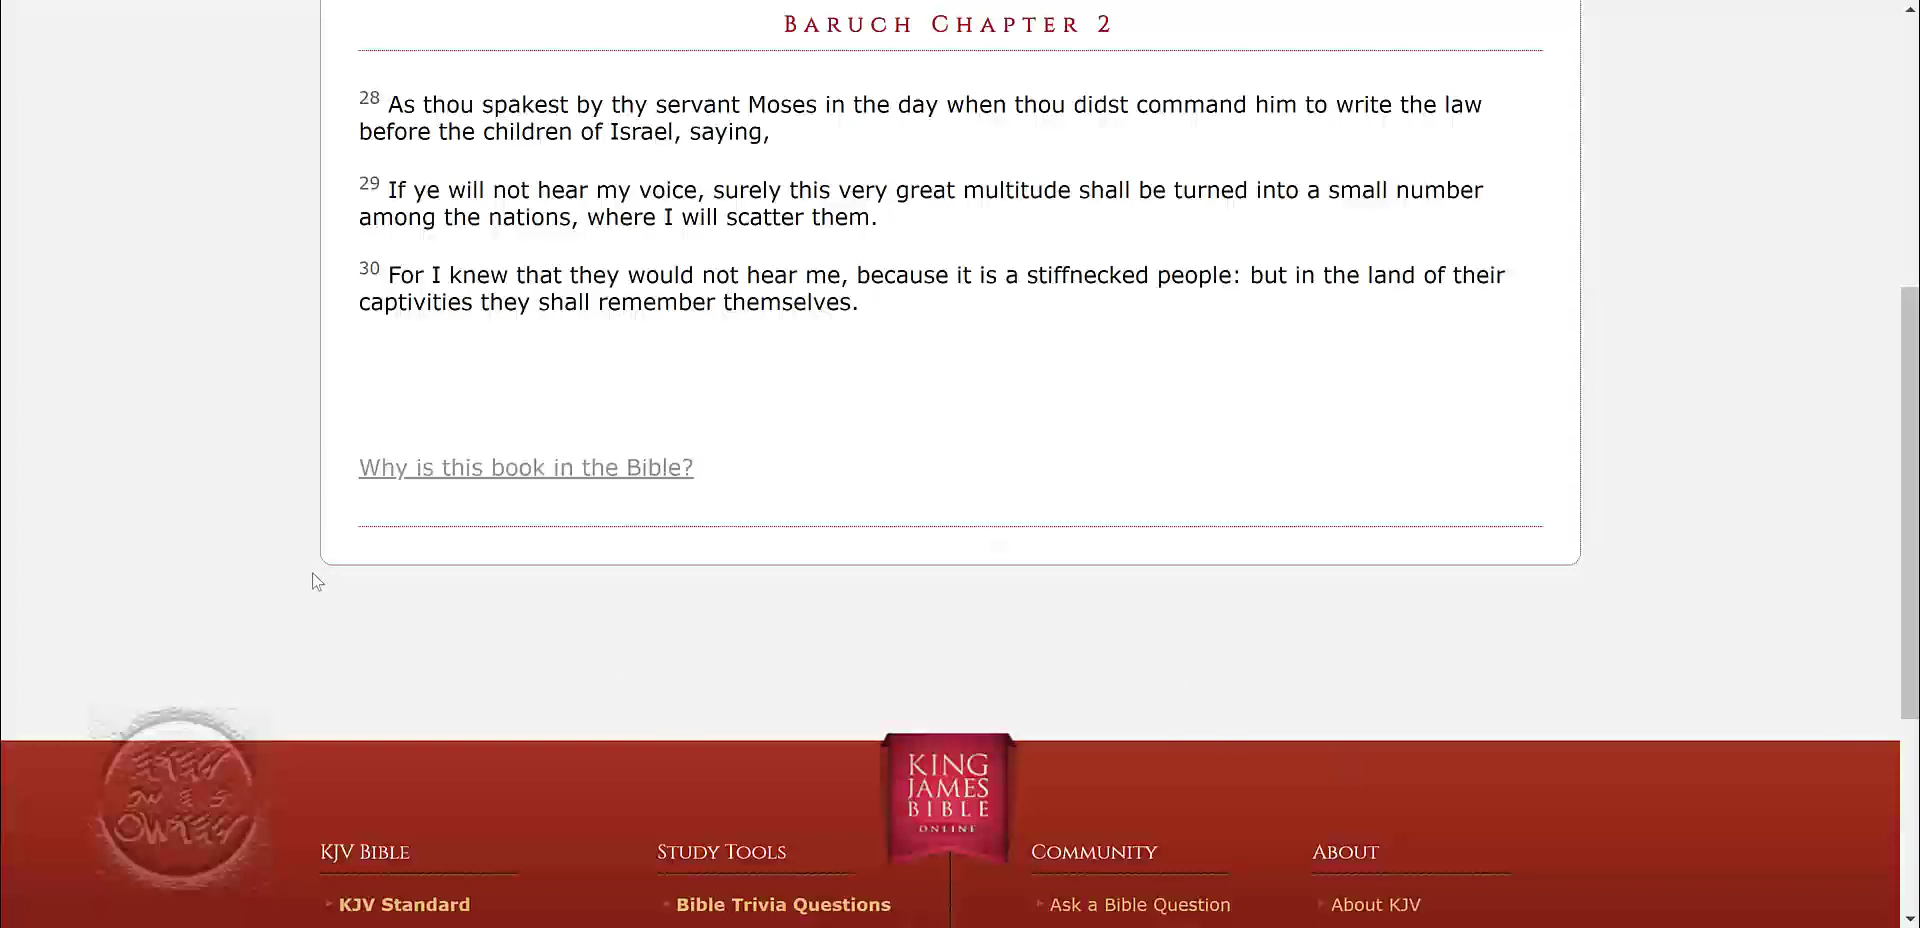 Baruch Chapter 2
28 As thou spakest by thy servant Moses in the day when thou didst command him to write the law
before the children of Israel, saying,
29 If ye will not hear my voice, surely this very great multitude shall be turned into a small number
among the nations, where I will scatter them.
30 For I knew that they would not hear me, because it is a stiffnecked people: but in the land of their
captivities they shall remember themselves.
Why is this book in the Bible?
KING
JAMES
BIBLE
ONLINE
KJV Bible
Study Tools
Community
About
KJV Standard
Bible Trivia Questions
Ask a Bible Question
About KJV